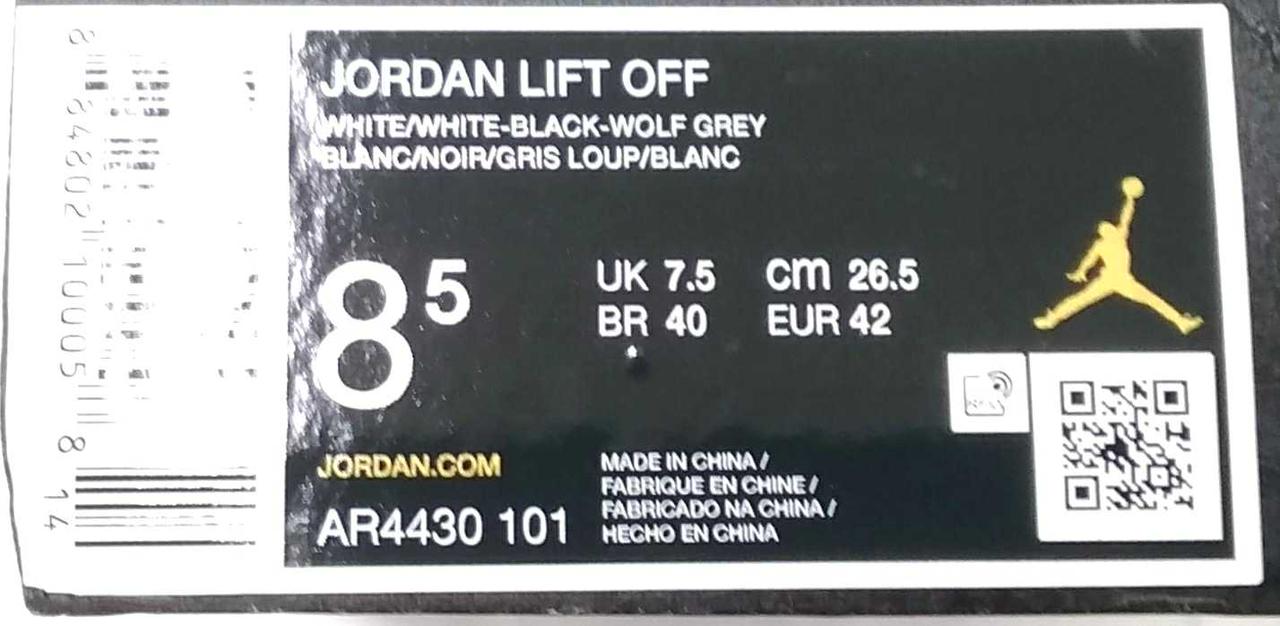 JORDAN LIFT OFF
WHITE/WHITE-BLACK-WOLF GREY
BLANC/NOIR/GRIS LOUP/BLANC
8 5
UK 7.5 cm 26.5
BR 40 EUR 42
JORDAN.COM
AR4430 101
MADE IN CHINA /
FABRIQUE EN CHINE /
FABRICADO NA CHINA /
HECHO EN CHINA
8 14